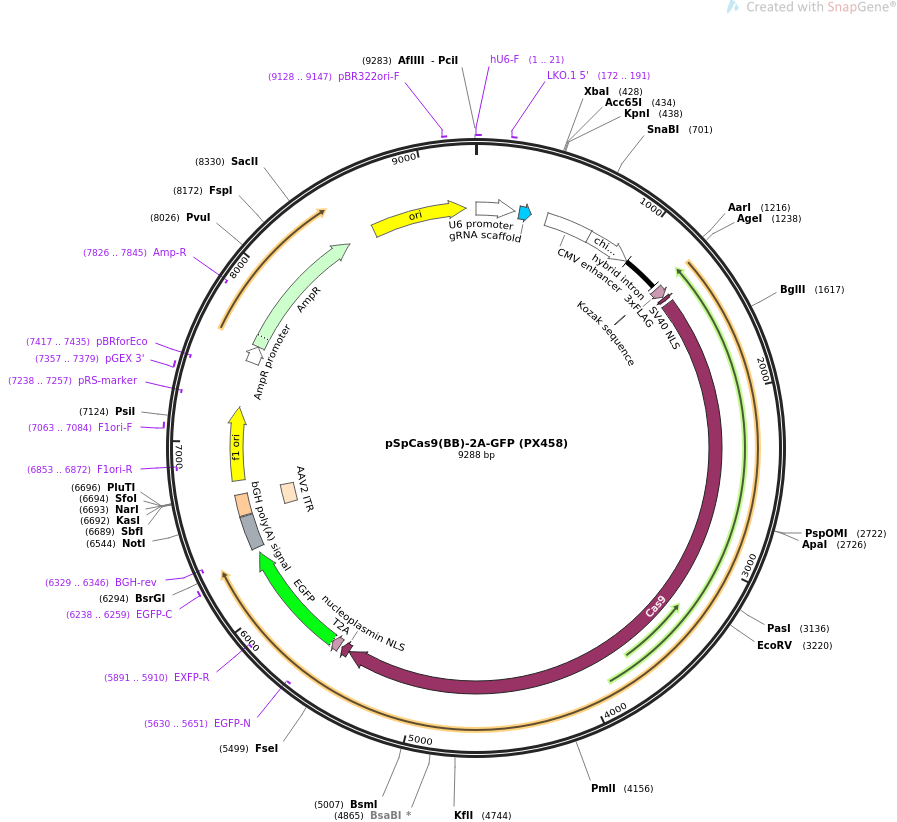 Created with SnapGene®
(9283) AflIII - PciI
hU6-F (1 .. 21)
(9128 .. 9147) pBR322ori-F
LKO.1 5' (172 .. 191)
XbaI (428)
Acc65I (434)
KpnI (438)
SnaBI (701)
(8330) SacII
(8172) FspI
(8026) PvuI
(7826 .. 7845) Amp-R
AarI (1216)
AgeI (1238)
BglII (1617)
9000
1000
8000
2000
7000
3000
6000
4000
5000
ori
U6 promoter
gRNA scaffold
chi...
CMV enhancer
hybrid intron
3xFLAG
SV40 NLS
Kozak sequence
AmpR
...
AmpR promoter
(7417 .. 7435) pBRforEco
(7357 .. 7379) pGEX 3'
(7238 .. 7257) pRS-marker
(7124) PsiI
(7063 .. 7084) F1ori-F
(6853 .. 6872) F1ori-R
f1 ori
pSpCas9(BB)-2A-GFP (PX458)
9288 bp
AAV2 ITR
bGH poly(A) signal
(6696) PluTI
(6694) SfoI
(6693) NarI
(6692) KasI
(6689) SbfI
(6544) NotI
PspOMI (2722)
ApaI (2726)
(6329 .. 6346) BGH-rev
(6294) BsrGI
(6238 .. 6259) EGFP-C
EGFP
nucleoplasmin NLS
T2A
Cas9
PasI (3136)
EcoRV (3220)
(5891 .. 5910) EXFP-R
(5630 .. 5651) EGFP-N
(5499) FseI
PmlI (4156)
(5007) BsmI
(4865) BsaBI *
KflI (4744)